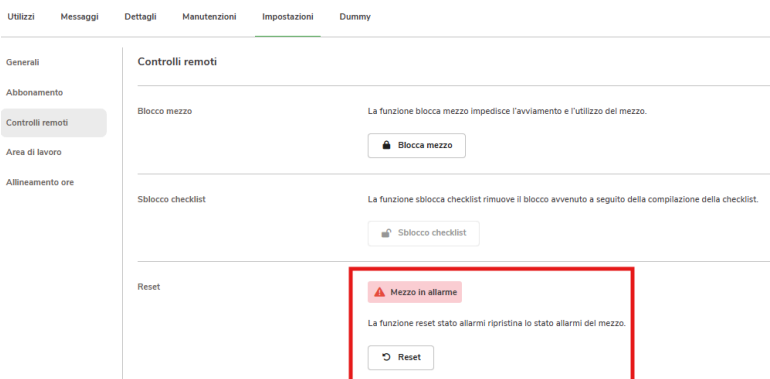 Utilizzi Messaggi Dettagli Manutenzioni Impostazioni Dummy
Generali
Abbonamento
Controlli remoti
Area di lavoro
Allineamento ore
Controlli remoti
Blocco mezzo
La funzione blocca mezzo impedisce l'avviamento e l'utilizzo del mezzo.
Blocca mezzo
Sblocco checklist
La funzione sblocca checklist rimuove il blocco avvenuto a seguito della compilazione della checklist.
Sblocco checklist
Reset
Mezzo in allarme
La funzione reset stato allarmi ripristina lo stato allarmi del mezzo.
Reset